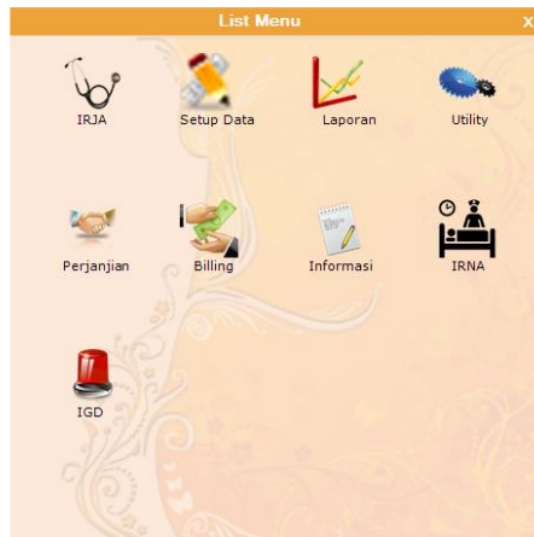 List Menu X
IRJA Setup Data Laporan Utility
Perjanjian Billing Informasi IRNA
IGD